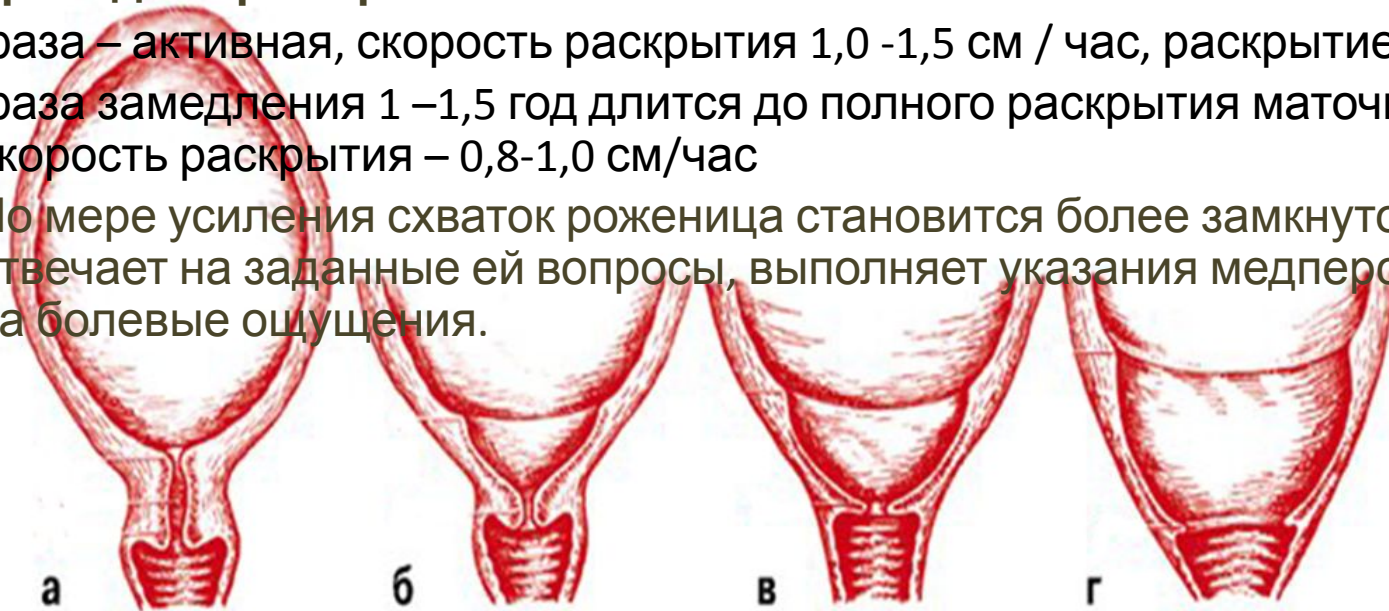 раза – активная, скорость раскрытия 1,0 -1,5 см / час, раскрытие
раза замедления 1 –1,5 год длится до полного раскрытия маточн
корость раскрытия – 0,8-1,0 см/час
По мере усиления схваток роженица становится более замкнуто
твечает на заданные ей вопросы, выполняет указания медперс
а болевые ощущения.
а б в г